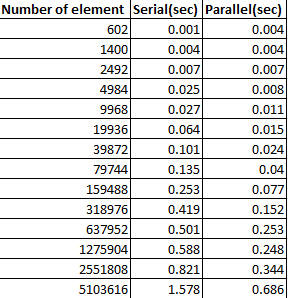 Number of element Serial(sec) Parallel(sec)
602 0.001 0.004
1400 0.004 0.004
2492 0.007 0.007
4984 0.025 0.008
9968 0.027 0.011
19936 0.064 0.015
39872 0.101 0.024
79744 0.135 0.04
159488 0.253 0.077
318976 0.419 0.152
637952 0.501 0.253
1275904 0.588 0.248
2551808 0.821 0.344
5103616 1.578 0.686